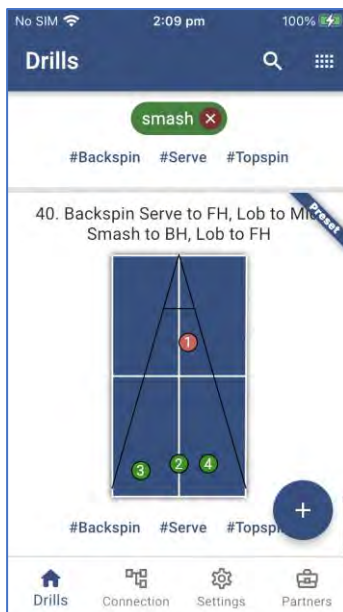 No SIM 2:09 pm 100%
Drills
smash
#Backspin #Serve #Topspin
Preset
40. Backspin Serve to FH, Lob to
Smash to BH, Lob to FH
1
3 2 4
+
#Backspin #Serve
Drills Connection Settings Partners